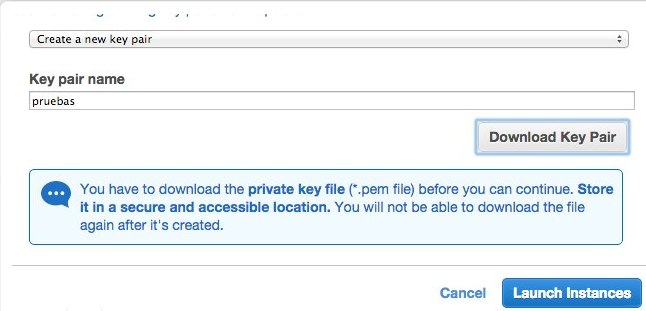 Create a new key pair
Key pair name
pruebas
Download Key Pair
You have to download the private key file (*.pem file) before you can continue. Store
it in a secure and accessible location. You will not be able to download the file
again after it's created.
Cancel Launch Instances